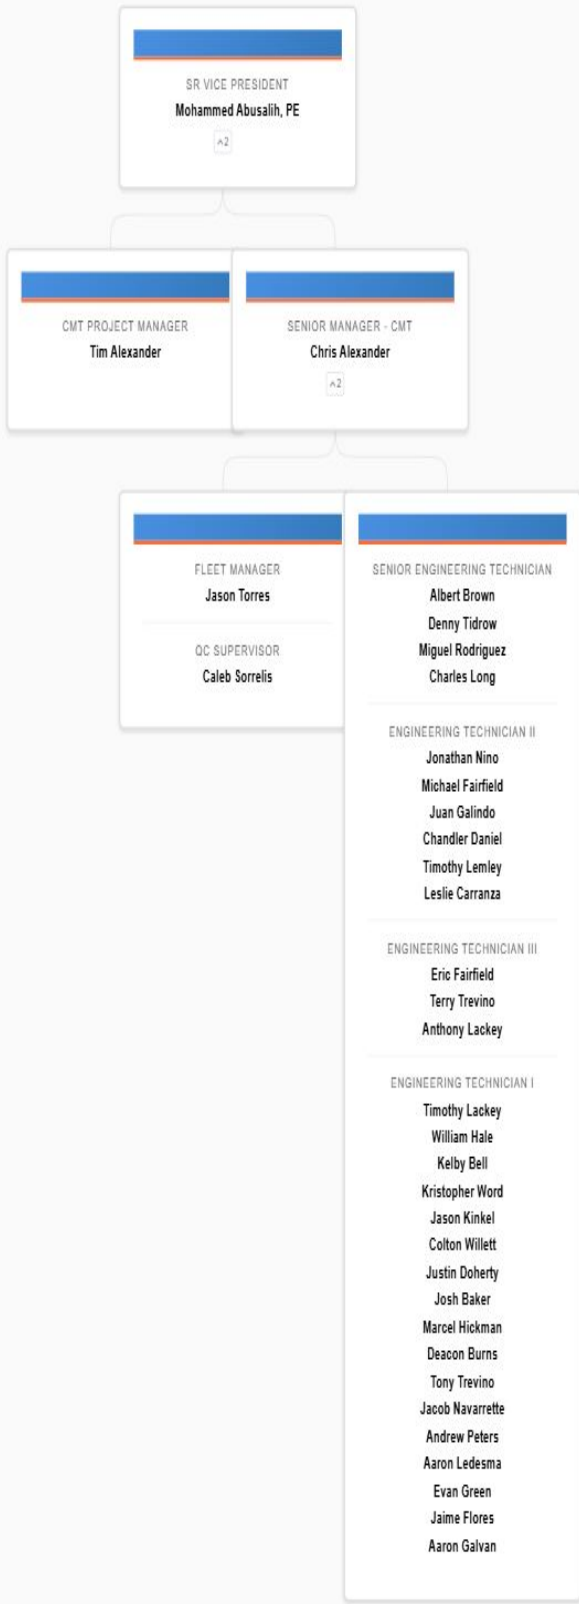 SR VICE PRESIDENT
Mohammed Abusalih, PE
^2
CMT PROJECT MANAGER
Tim Alexander
SENIOR MANAGER - CMT
Chris Alexander
^2
FLEET MANAGER
Jason Torres
QC SUPERVISOR
Caleb Sorrelis
SENIOR ENGINEERING TECHNICIAN
Albert Brown
Denny Tidrow
Miguel Rodriguez
Charles Long
ENGINEERING TECHNICIAN II
Jonathan Nino
Michael Fairfield
Juan Galindo
Chandler Daniel
Timothy Lemley
Leslie Carranza
ENGINEERING TECHNICIAN III
Eric Fairfield
Terry Trevino
Anthony Lackey
ENGINEERING TECHNICIAN I
Timothy Lackey
William Hale
Kelby Bell
Kristopher Word
Jason Kinkel
Colton Willett
Justin Doherty
Josh Baker
Marcel Hickman
Deacon Burns
Tony Trevino
Jacob Navarrette
Andrew Peters
Aaron Ledesma
Evan Green
Jaime Flores
Aaron Galvan